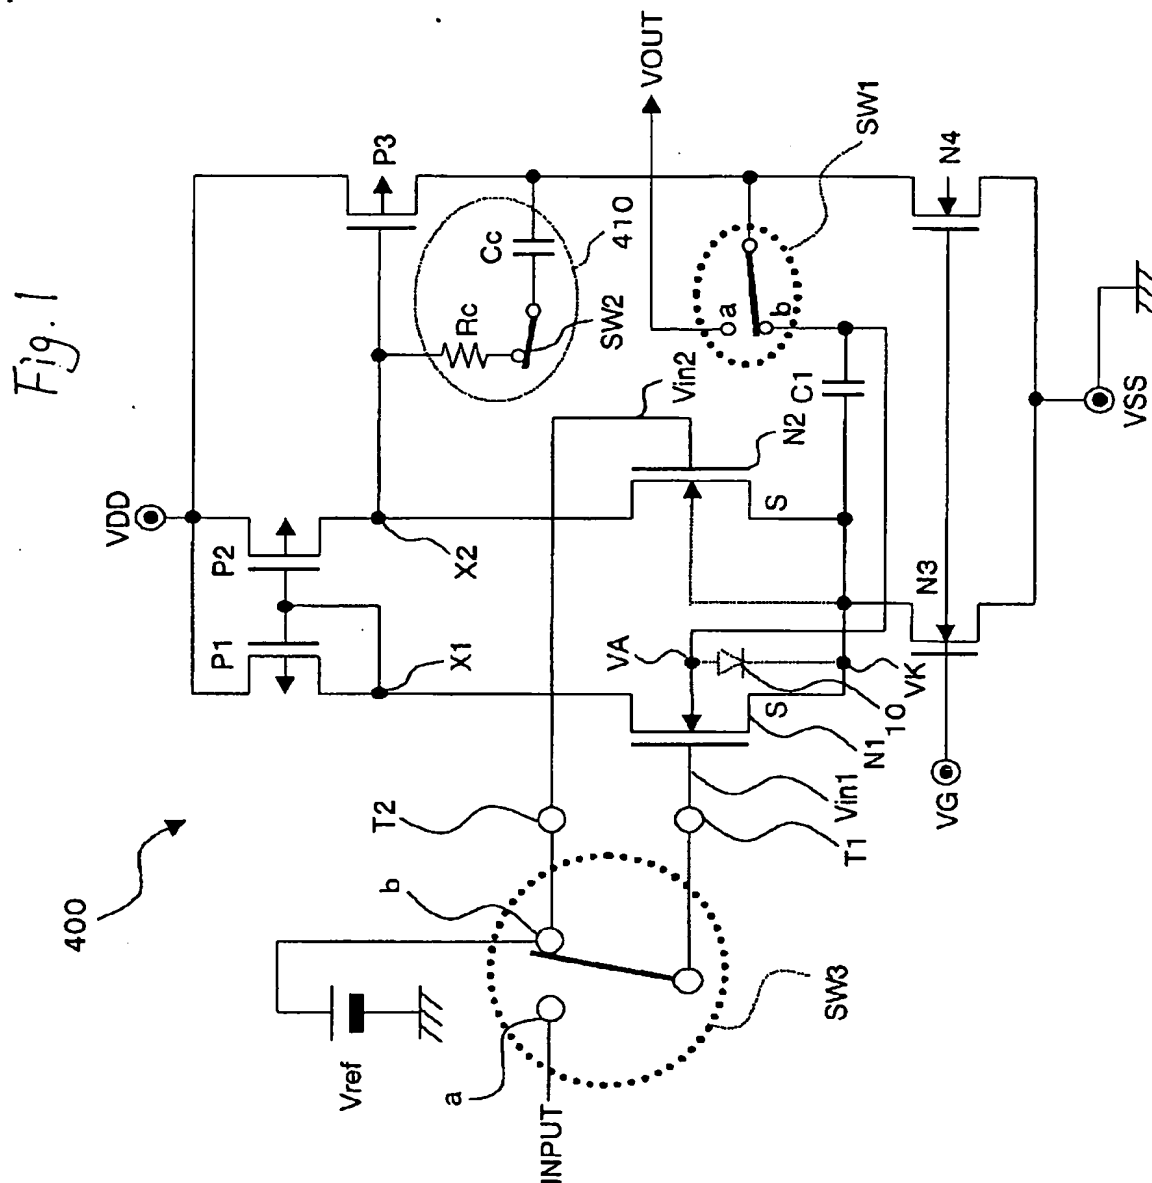 Fig. 1
400
VDD
P1
P2
P3
Vref
b
T2
a
X1
X2
Rc
Cc
INPUT
SW2
410
VA
VOUT
Vin2
a
S
S
b
N2
C1
SW3
T1
Vin1
N1
SW1
10
VK
N3
VG
N4
VSS